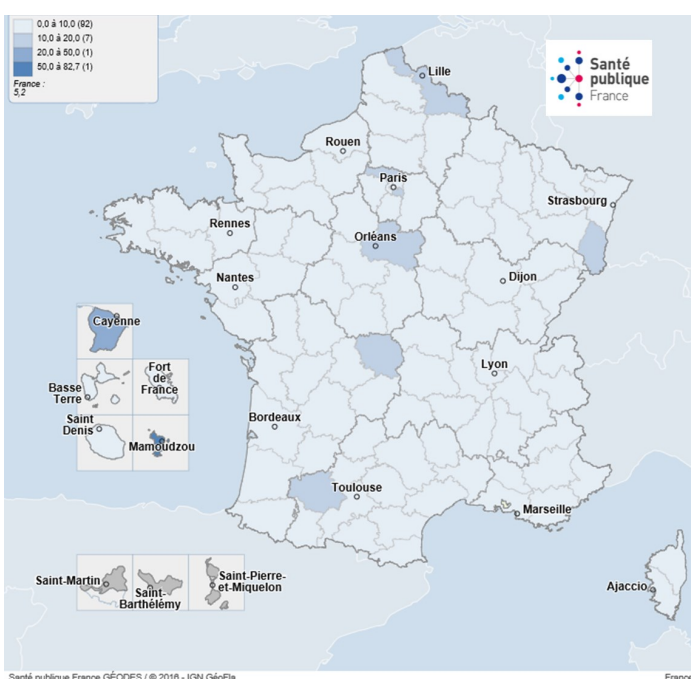 0,0 à 10,0 (92)
10,0 à 20,0 (7)
20,0 à 50,0 (1)
50,0 à 82,7 (1)
France :
5,2
Santé
publique
France
Lille
Rouen
Paris
Strasbourg
Rennes
Orléans
Nantes
Dijon
Cayenne
Fort
de
France
Basse
Terre
Lyon
Saint
Denis
Bordeaux
Mamoudzou
Toulouse
Marseille
Saint-Martin
Saint-
Barthélémy
Saint-Pierre-
et-Miquelon
Ajaccio
Santé publique France GÉODES / © 2016 - IGN GéoFla
France